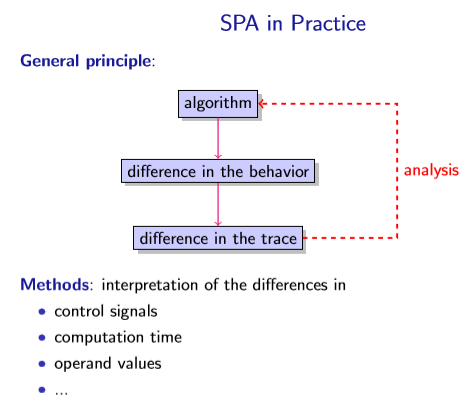 SPA in Practice
General principle:
algorithm
difference in the behavior
analysis
difference in the trace
Methods: interpretation of the differences in
• control signals
• computation time
• operand values
• ...